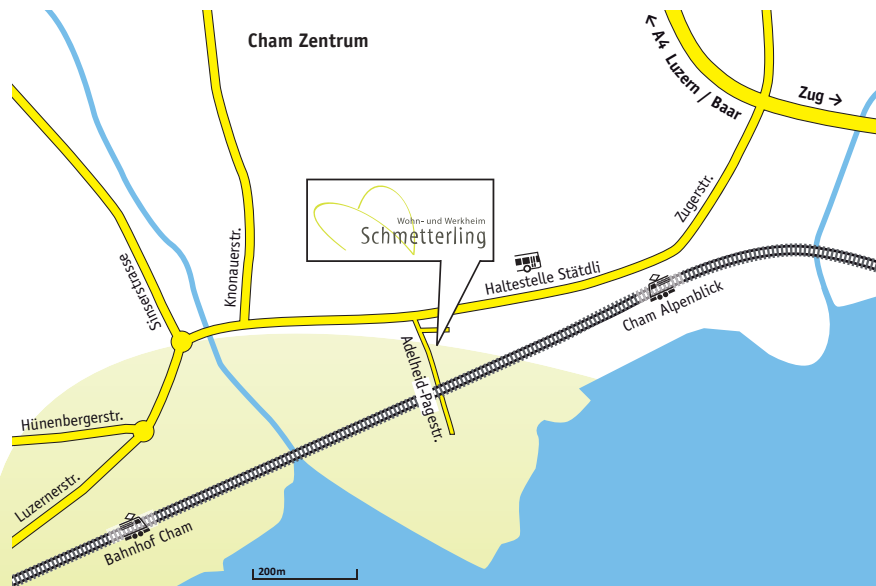 Cham Zentrum
← A4 Luzern / Baar
Zug →
Wohn- und Werkheim
Schmetterling
Zugerstr.
Knonauerstr.
Sinserstrasse
Haltestelle Stätdli
Cham Alpenblick
Adelheid-Pagestr.
Hünenbergerstr.
Luzernerstr.
Bahnhof Cham
200m